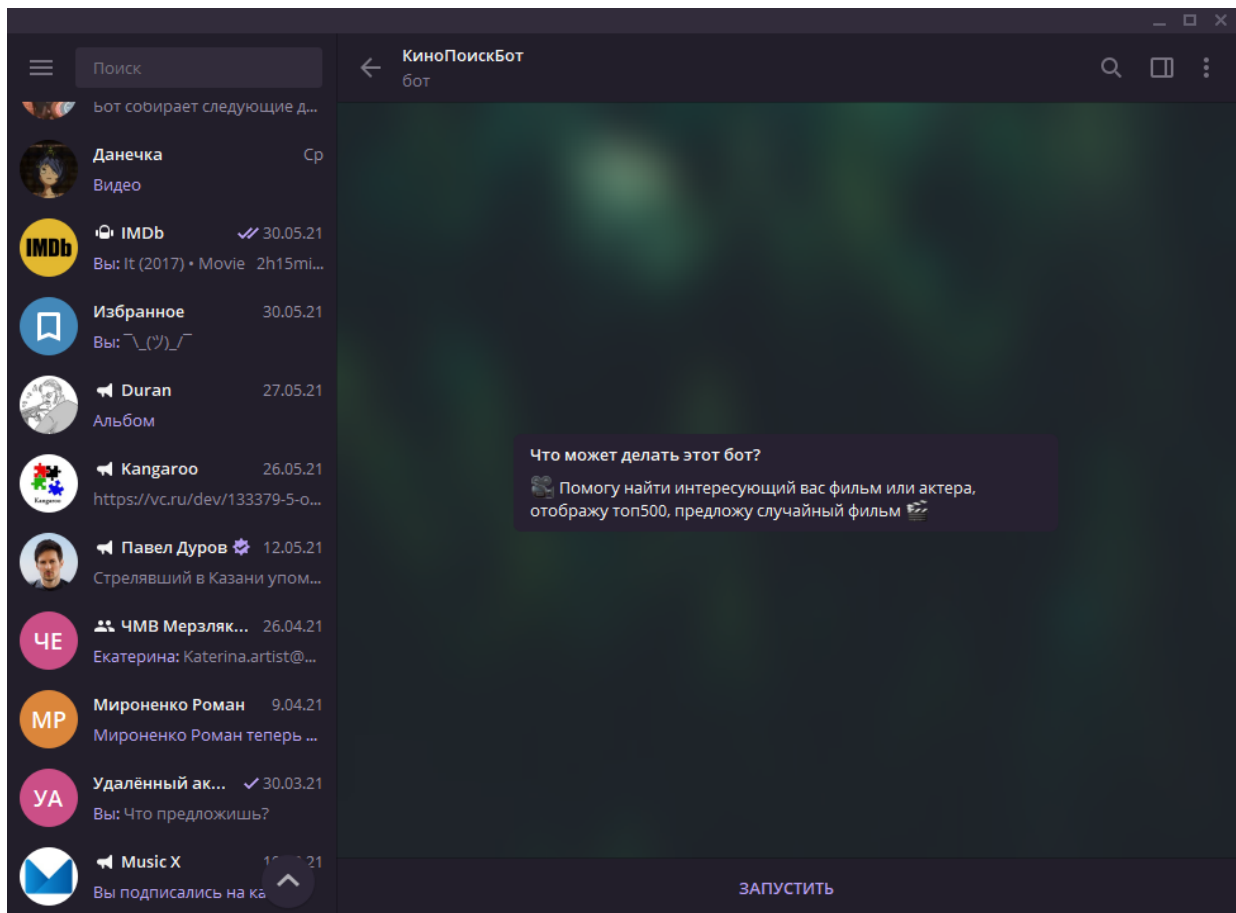 Поиск
Бот собирает следующие д...
Данечка Ср
Видео
IMDb
IMDb 30.05.21
Вы: It (2017) • Movie 2h15mi...
Избранное 30.05.21
Вы: ¯\_(ツ)_/¯
Duran 27.05.21
Альбом
Kangaroo
Kangaroo 26.05.21
https://vc.ru/dev/133379-5-o...
Павел Дуров 12.05.21
Стрелявший в Казани упом...
ЧЕ
ЧМВ Мерзляк... 26.04.21
Екатерина: Katerina.artist@...
МР
Мироненко Роман 9.04.21
Мироненко Роман теперь ...
УА
Удалённый ак... 30.03.21
Вы: Что предложишь?
Music X
Вы подписались на
КиноПоискБот
бот
Что может делать этот бот?
🎥 Помогу найти интересующий вас фильм или актера,
отображу топ500, предложу случайный фильм 🎬
ЗАПУСТИТЬ